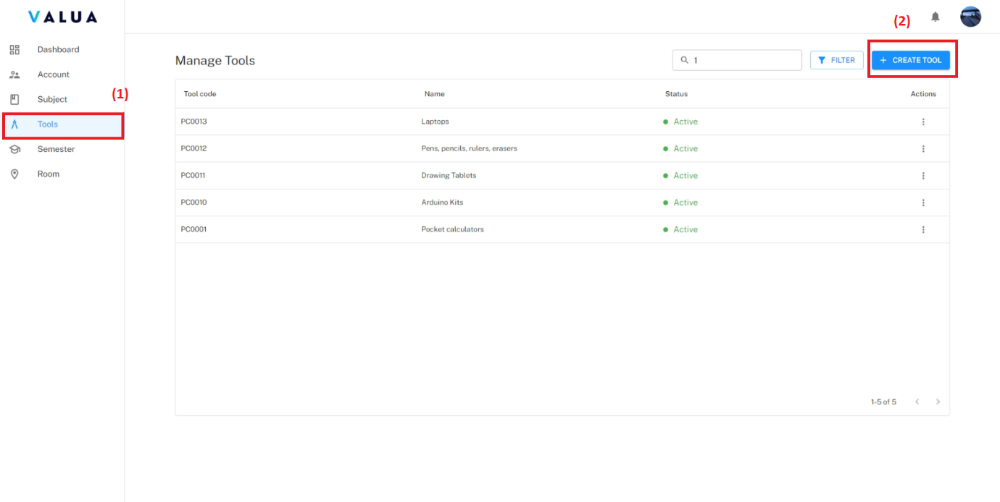 VALUA
(2)
Dashboard
Account
Subject
(1)
Tools
Semester
Room
Manage Tools
1
FILTER
+ CREATE TOOL
Tool code Name Status Actions
PC0013 Laptops Active
PC0012 Pens, pencils, rulers, erasers Active
PC0011 Drawing Tablets Active
PC0010 Arduino Kits Active
PC0001 Pocket calculators Active
1-5 of 5